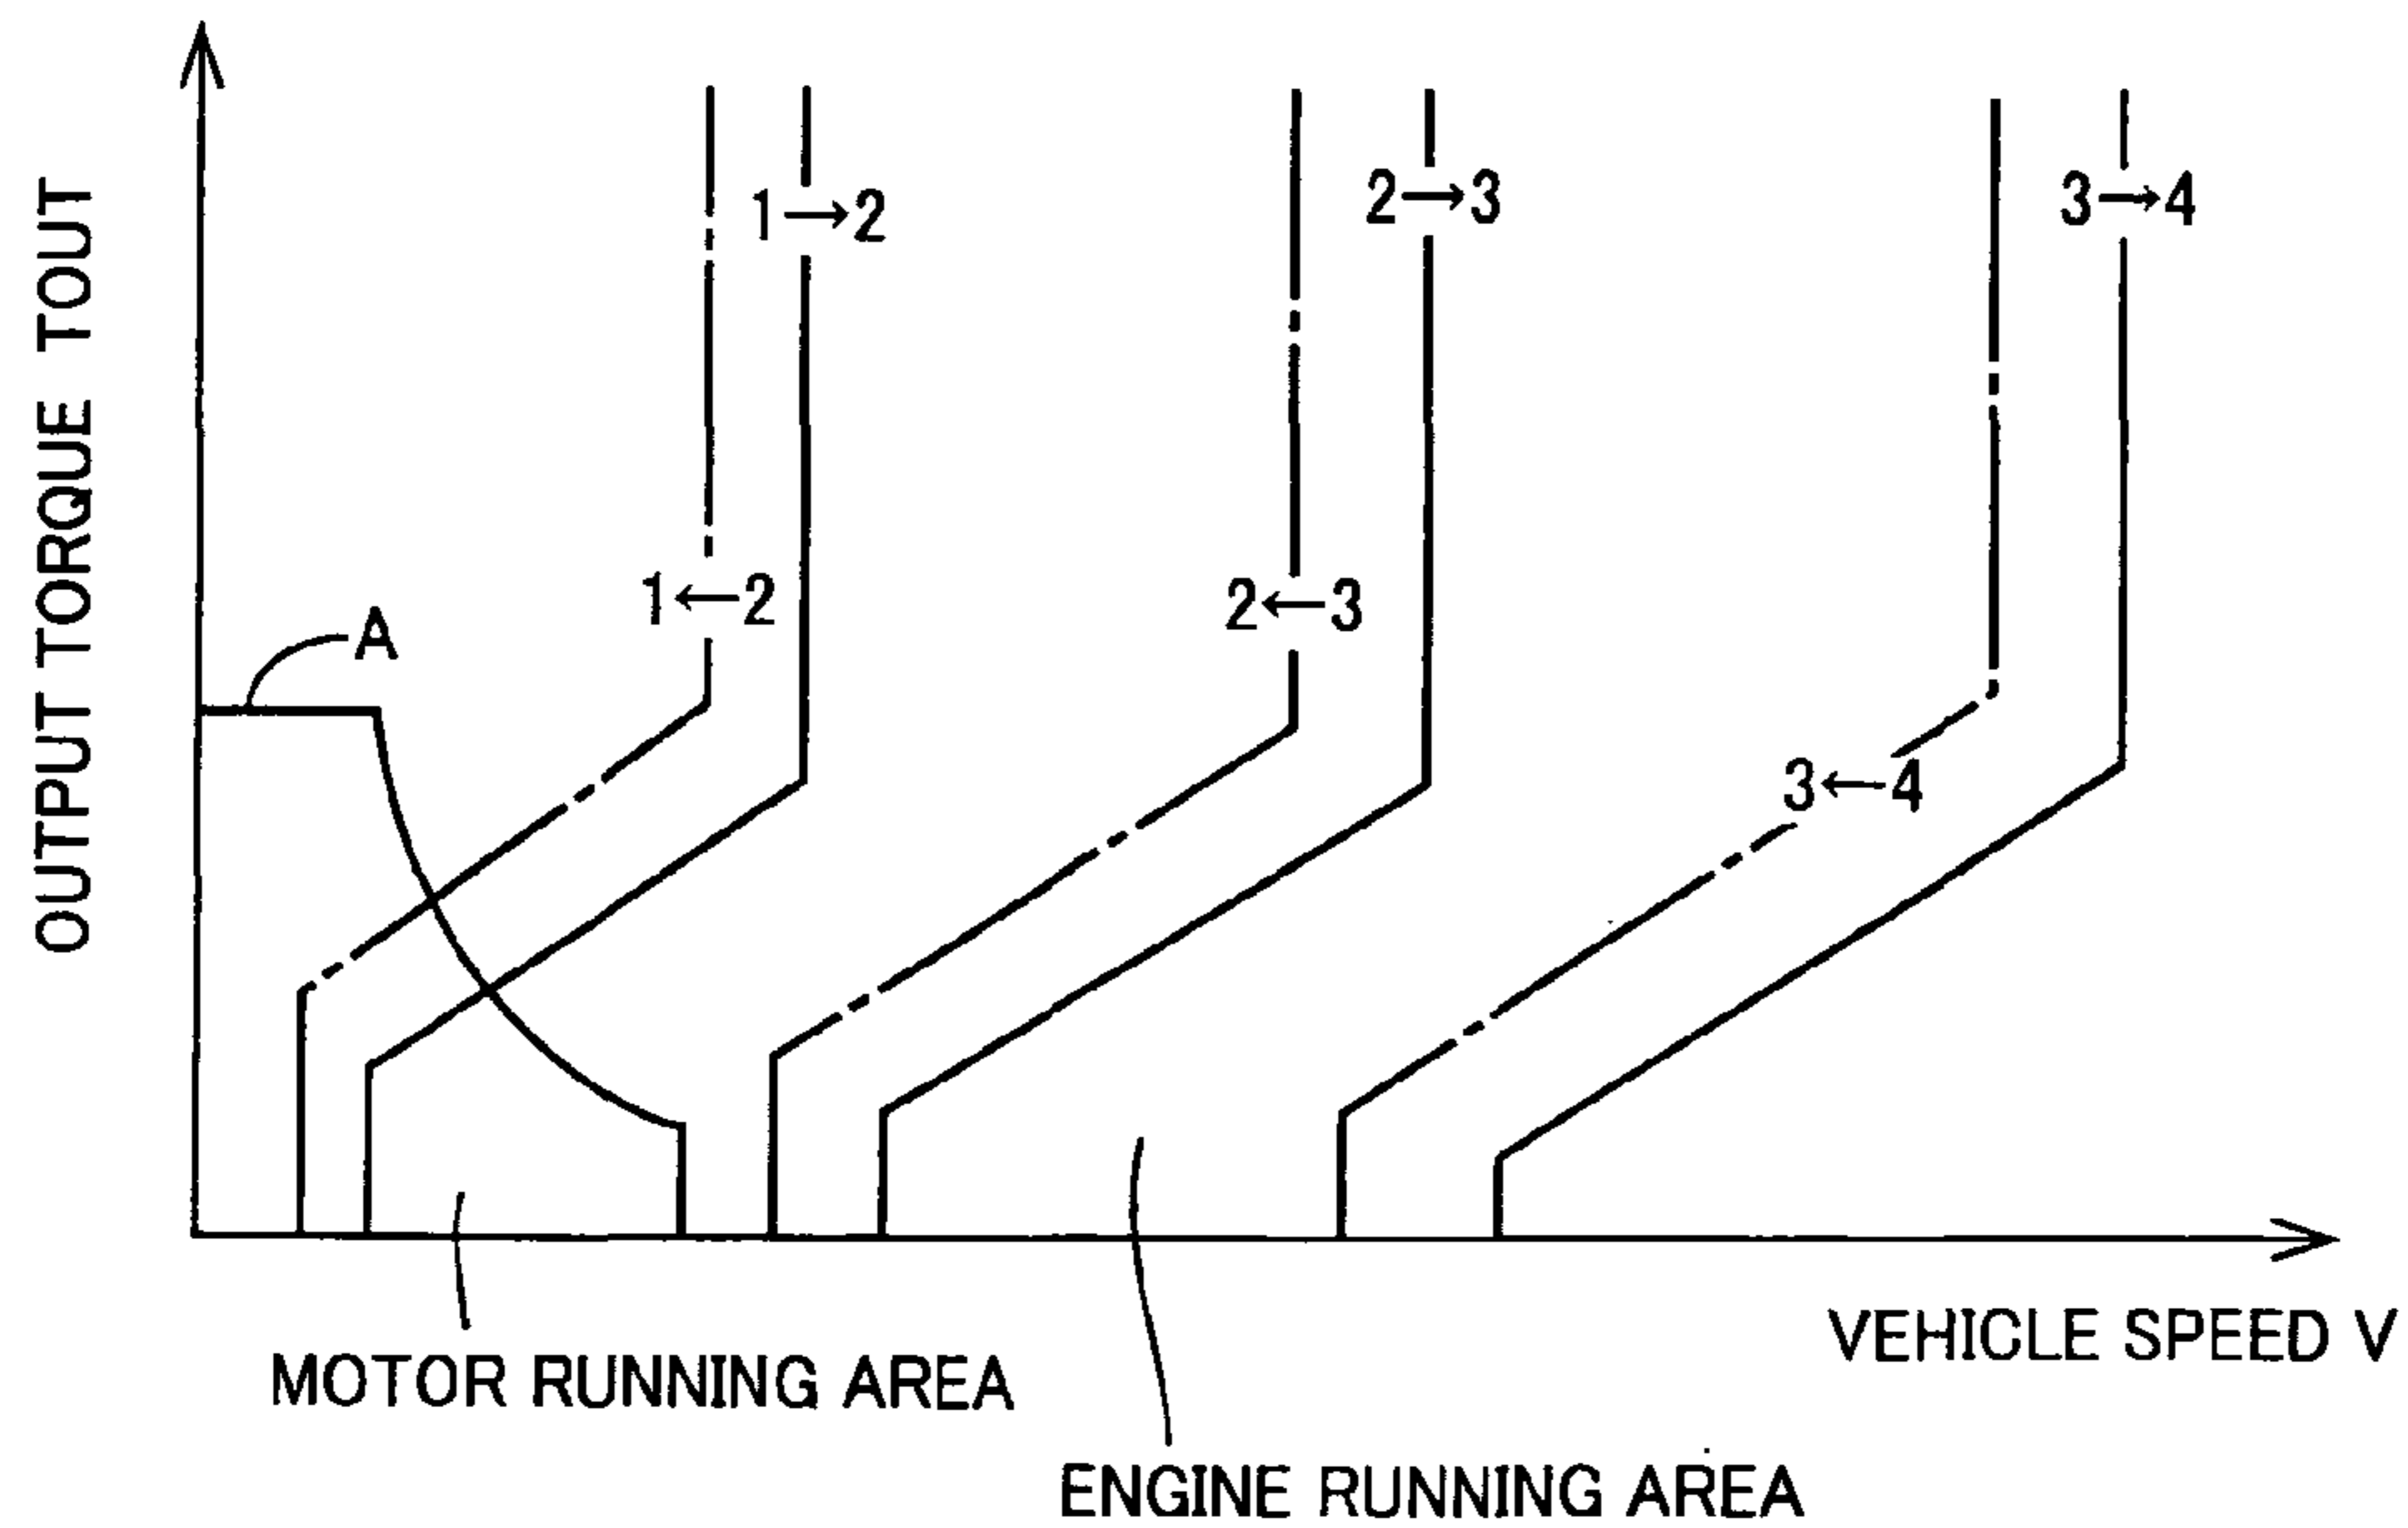 OUTPUT TORQUE TOUT
1→2
2→3
3→4
1←2
2←3
A
3←4
VEHICLE SPEED V
MOTOR RUNNING AREA
ENGINE RUNNING AREA